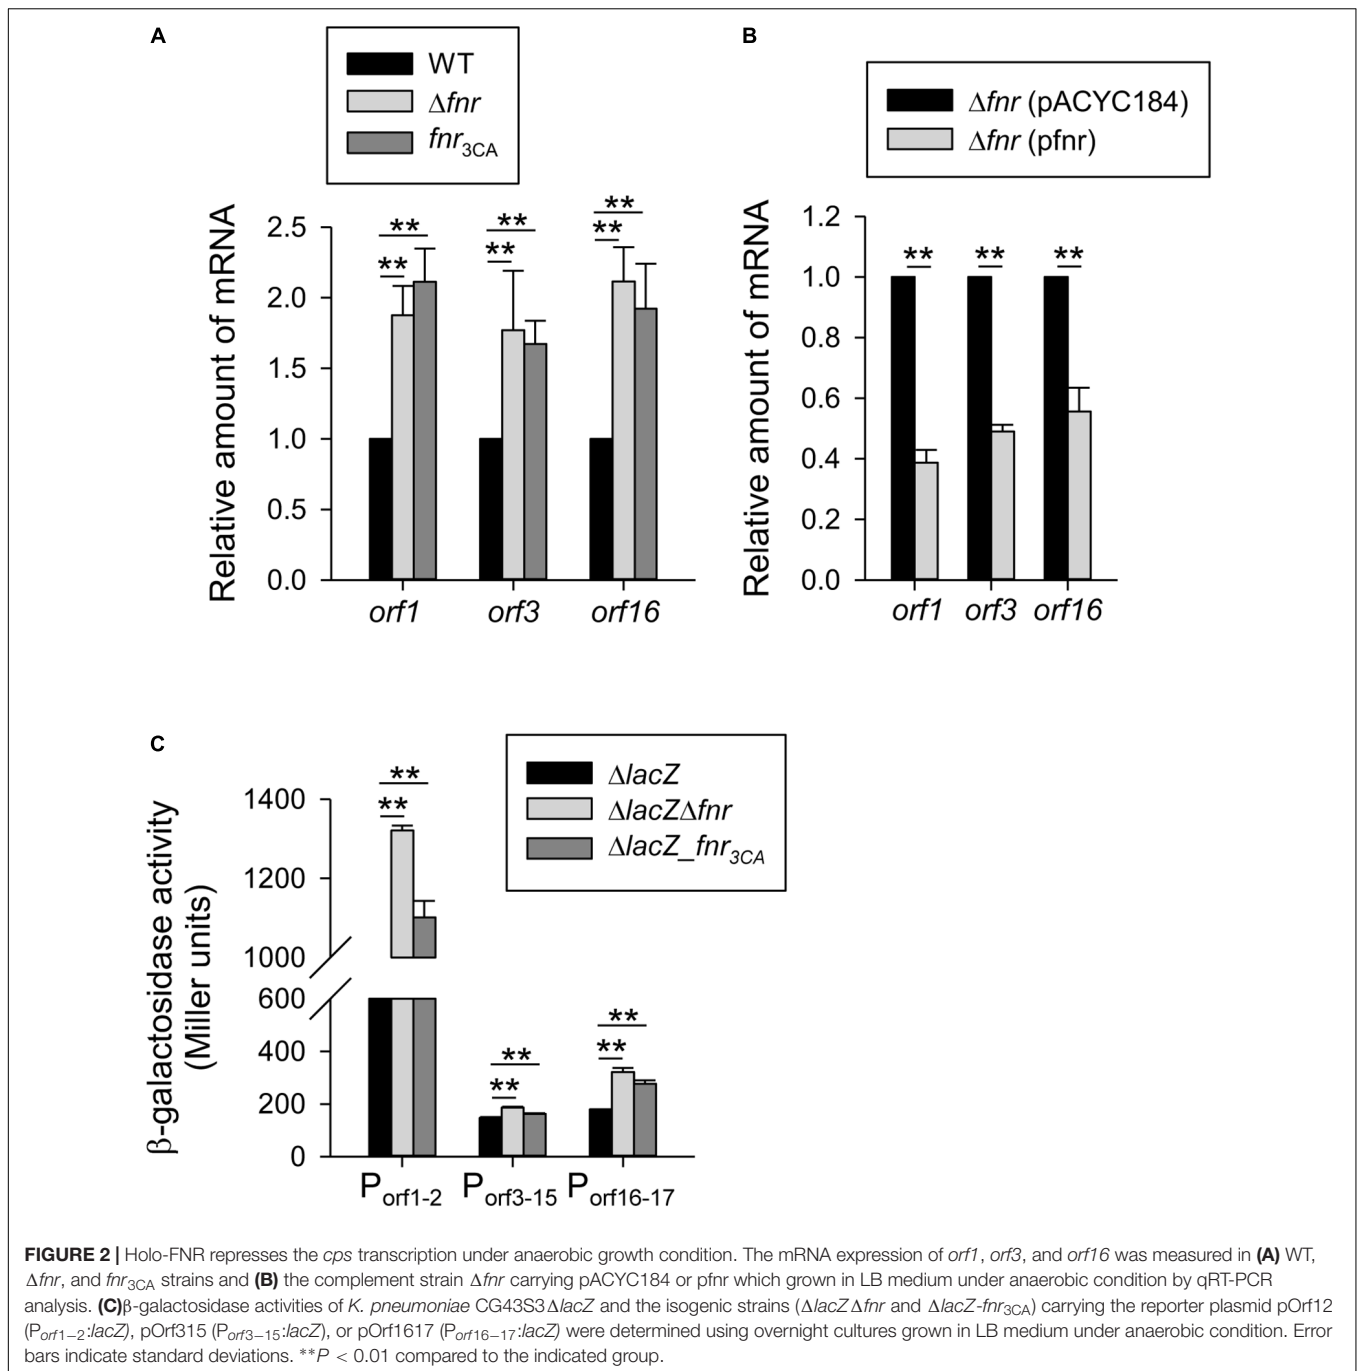 A
WT
Δfnr
fnr3CA
Relative amount of mRNA
2.5
2.0
1.5
1.0
0.5
0.0
** ** ** ** ** **
orf1 orf3 orf16
B
Δfnr (pACYC184)
Δfnr (pfnr)
Relative amount of mRNA
1.2
1.0
0.8
0.6
0.4
0.2
0.0
** ** **
orf1 orf3 orf16
C
ΔlacZ
ΔlacZΔfnr
ΔlacZ_fnr3CA
β-galactosidase activity
(Miller units)
1400
1200
1000
600
400
200
0
** ** ** ** ** **
Porf1-2 Porf3-15 Porf16-17
FIGURE 2 | Holo-FNR represses the cps transcription under anaerobic growth condition. The mRNA expression of orf1, orf3, and orf16 was measured in (A) WT,
Δfnr, and fnr3CA strains and (B) the complement strain Δfnr carrying pACYC184 or pfnr which grown in LB medium under anaerobic condition by qRT-PCR
analysis. (C)β-galactosidase activities of K. pneumoniae CG43S3ΔlacZ and the isogenic strains (ΔlacZΔfnr and ΔlacZ-fnr3CA) carrying the reporter plasmid pOrf12
(Porf1−2:lacZ), pOrf315 (Porf3−15:lacZ), or pOrf1617 (Porf16−17:lacZ) were determined using overnight cultures grown in LB medium under anaerobic condition. Error
bars indicate standard deviations. **P < 0.01 compared to the indicated group.